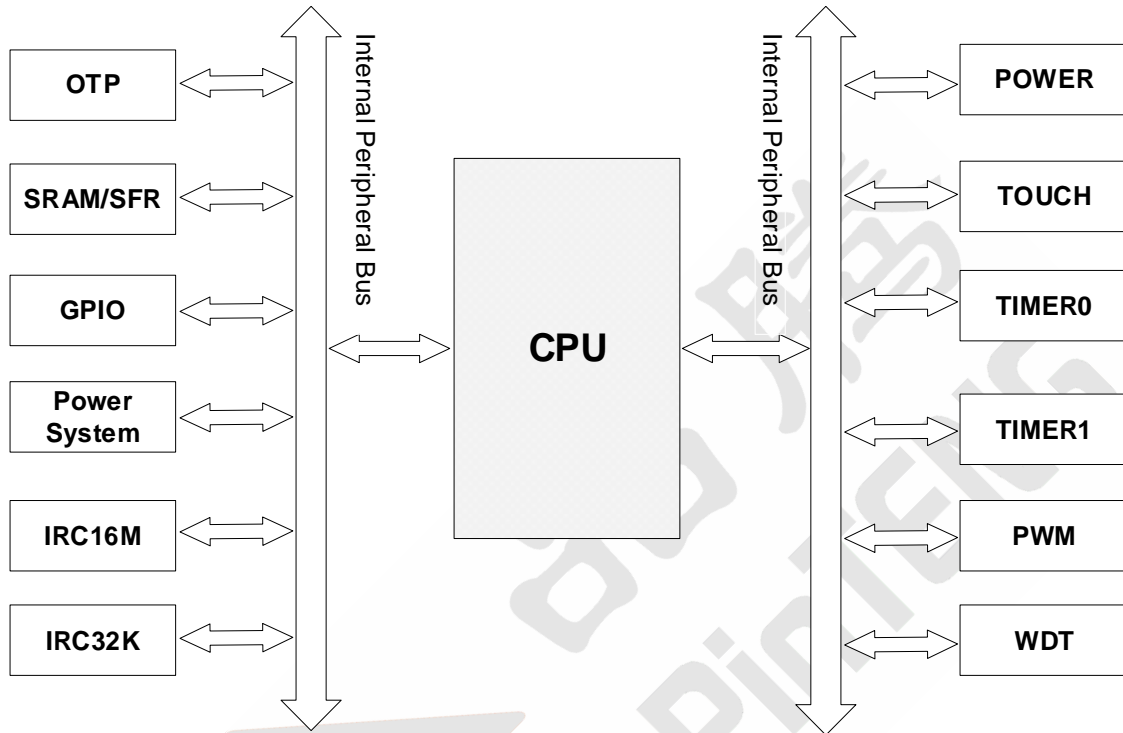 OTP
SRAM/SFR
GPIO
Power
System
IRC16M
IRC32K
Internal Peripheral Bus
CPU
Internal Peripheral Bus
POWER
TOUCH
TIMER0
TIMER1
PWM
WDT
PinTENG